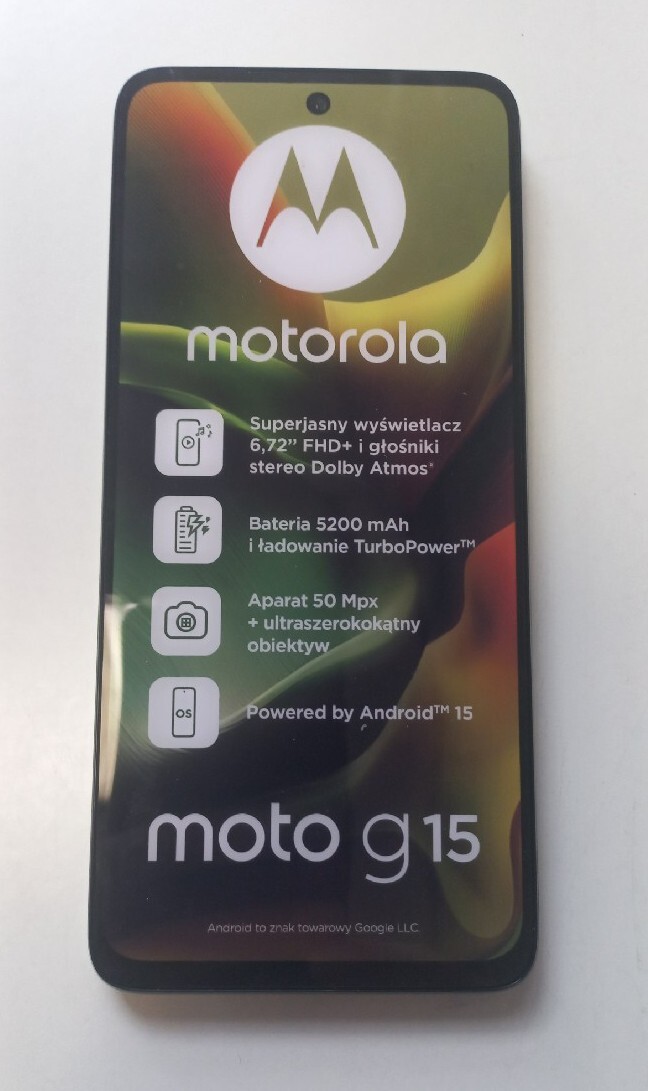 motorola
Superjasny wyświetlacz
6,72” FHD+ i głośniki
stereo Dolby Atmos*
Bateria 5200 mAh
i ładowanie TurboPower™
Aparat 50 Mpx
+ ultraszerokokątny
obiektyw
OS
Powered by Android™ 15
moto g15
Android to znak towarowy Google LLC